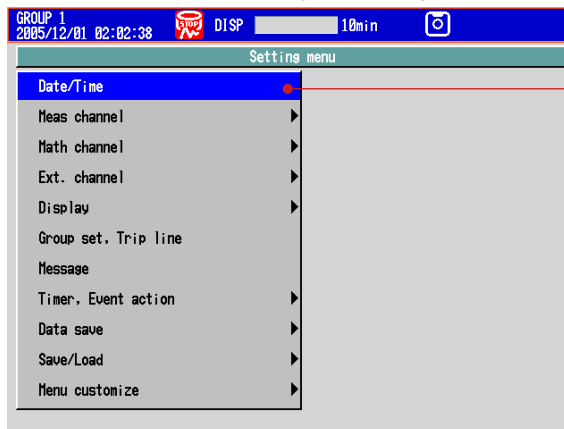 GROUP 1
2005/12/01 02:02:38
STOP
DISP 10min
Setting menu
Date/Time
Meas channel
Math channel
Ext. channel
Display
Group set, Trip line
Message
Timer, Event action
Data save
Save/Load
Menu customize